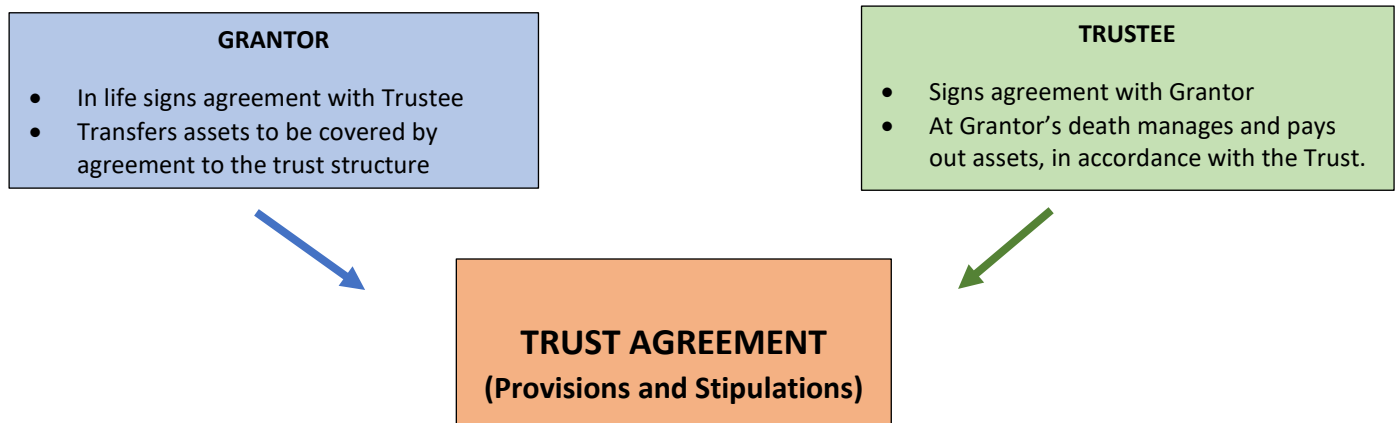 GRANTOR
• In life signs agreement with Trustee
• Transfers assets to be covered by
agreement to the trust structure
TRUSTEE
• Signs agreement with Grantor
• At Grantor’s death manages and pays
out assets, in accordance with the Trust.
TRUST AGREEMENT
(Provisions and Stipulations)